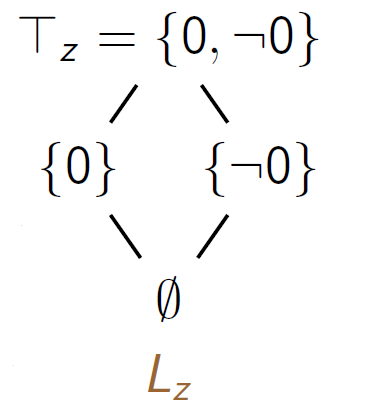 ⊤z = {0, ¬0}
{0} {¬0}
∅
Lz